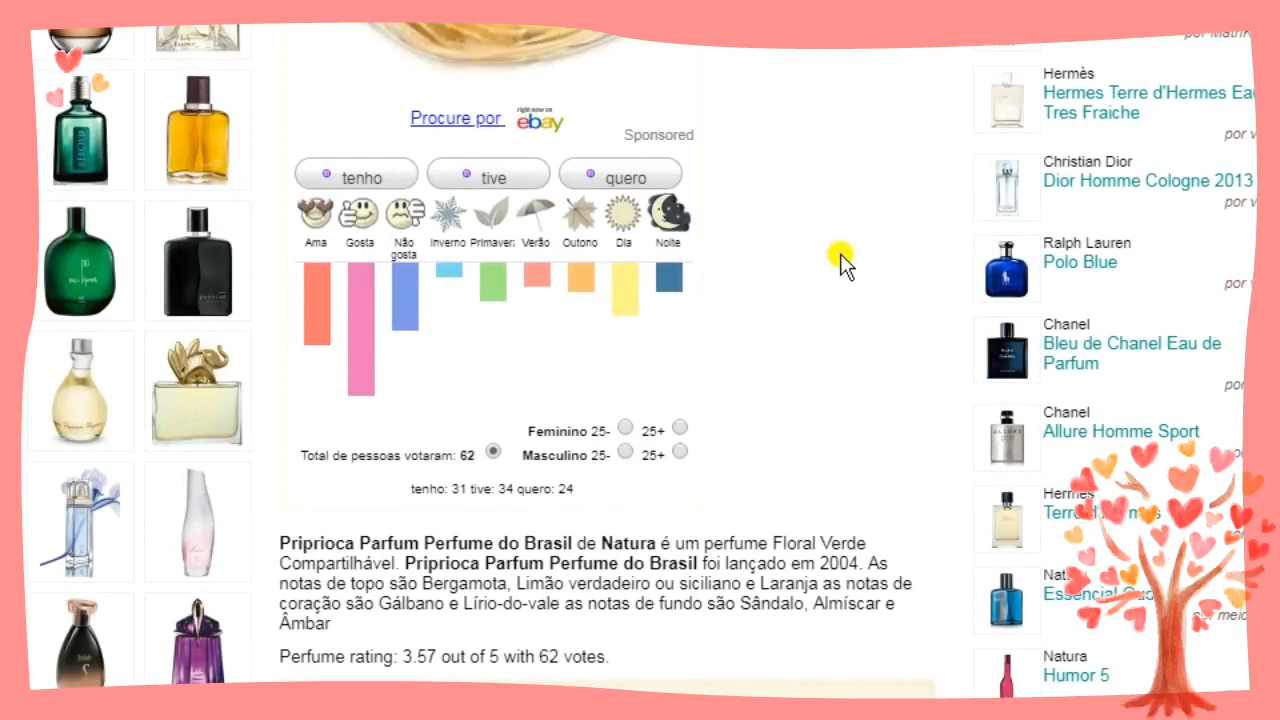 Procure por
right now on
ebay
Sponsored
tenho
tive
quero
Ama
Gosta
Não gosta
Inverno
Primaver
Verão
Outono
Dia
Noite
Feminino 25-
25+
Total de pessoas votaram: 62
Masculino 25-
25+
tenho: 31 tive: 34 quero: 24
Priprioca Parfum Perfume do Brasil de Natura é um perfume Floral Verde
Compartilhável. Priprioca Parfum Perfume do Brasil foi lançado em 2004. As
notas de topo são Bergamota, Limão verdadeiro ou siciliano e Laranja as notas de
coração são Gálbano e Lírio-do-vale as notas de fundo são Sândalo, Almíscar e
Âmbar
Perfume rating: 3.57 out of 5 with 62 votes.
Hermès
Hermes Terre d'Hermes Eau
Tres Fraiche
por v
Christian Dior
Dior Homme Cologne 2013
por v
Ralph Lauren
Polo Blue
por v
Chanel
Bleu de Chanel Eau de
Parfum
por
Chanel
Allure Homme Sport
Hermès
Natura
Essencial
por meio
Natura
Humor 5